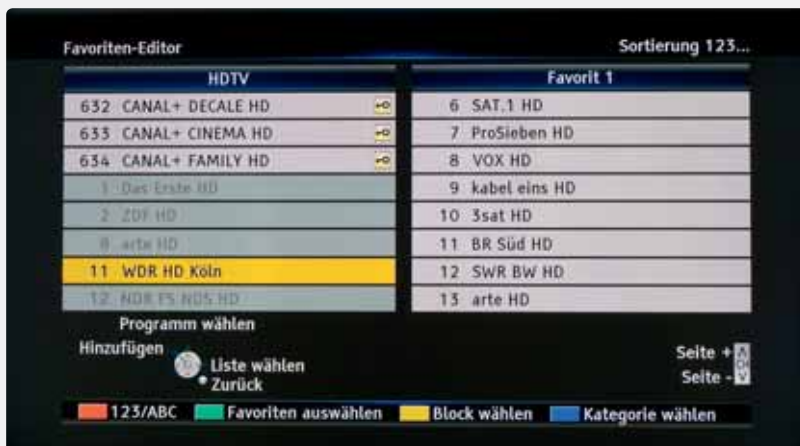 Favoriten-Editor
Sortierung 123...
HDTV
632 CANAL+ DECALE HD
633 CANAL+ CINEMA HD
634 CANAL+ FAMILY HD
1 Das Erste HD
2 ZDF HD
8 arte HD
11 WDR HD Köln
12 NDR FS NDS HD
Favorit 1
6 SAT.1 HD
7 ProSieben HD
8 VOX HD
9 kabel eins HD
10 3sat HD
11 BR Süd HD
12 SWR BW HD
13 arte HD
Programm wählen
Hinzufügen
Liste wählen
Zurück
Seite +
CH
Seite -
123/ABC Favoriten auswählen Block wählen Kategorie wählen